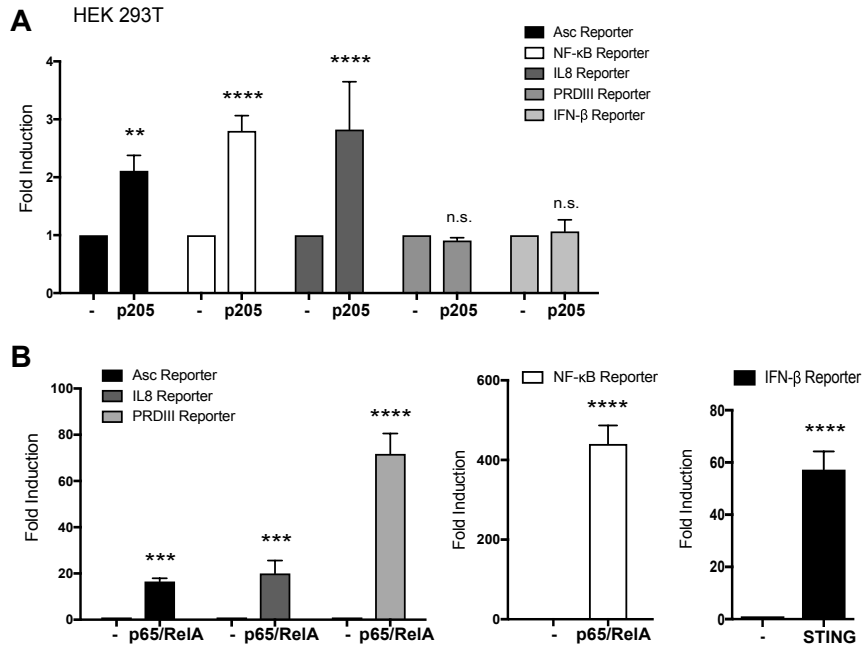 A
HEK 293T
Asc Reporter
NF-κB Reporter
IL8 Reporter
PRDIII Reporter
IFN-β Reporter
Fold Induction
4
3
2
1
0
**
****
****
n.s.
n.s.
- p205 - p205 - p205 - p205 - p205
B
Asc Reporter
IL8 Reporter
PRDIII Reporter
Fold Induction
100
80
60
40
20
0
***
***
****
- p65/RelA - p65/RelA - p65/RelA
NF-κB Reporter
Fold Induction
600
400
200
0
****
- p65/RelA
IFN-β Reporter
Fold Induction
80
60
40
20
0
****
- STING